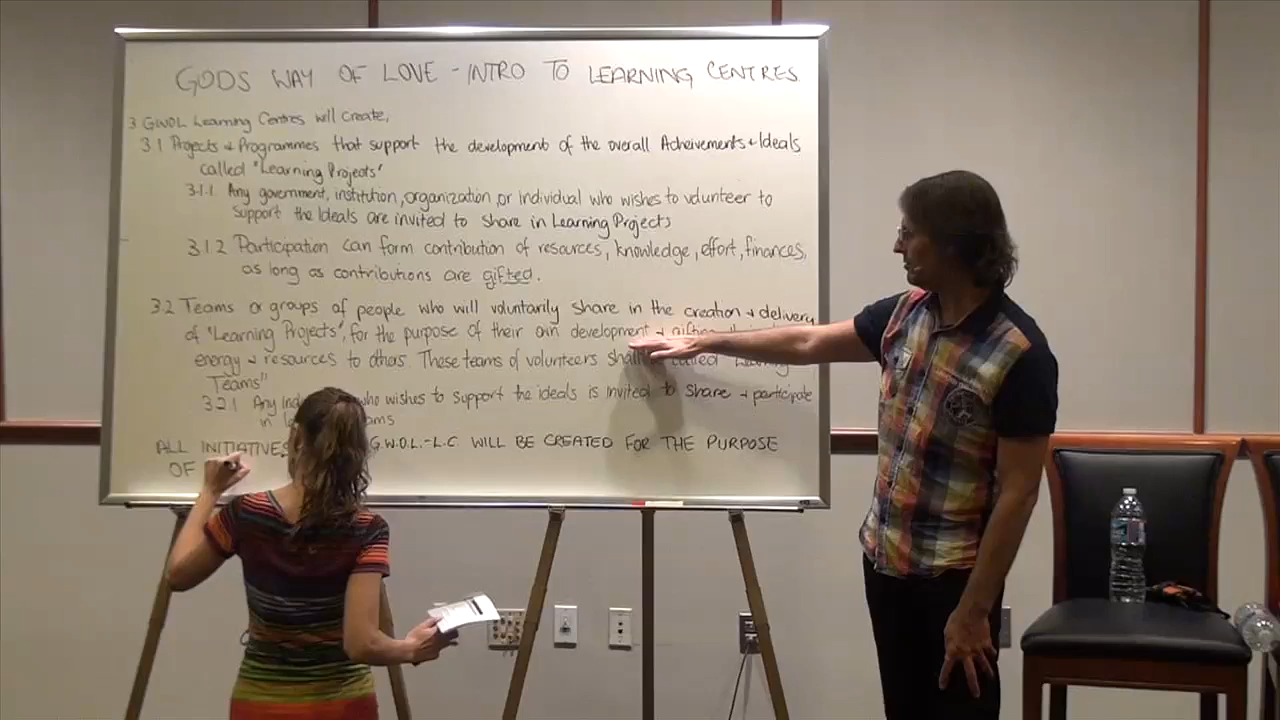 GODS WAY OF LOVE - INTRO TO LEARNING CENTRES
3 GWOL Learning Centres will create,
3.1 Projects + Programmes that support the development of the overall Acheivements + Ideals
called "Learning Projects"
3.1.1 Any government, institution, organization, or individual who wishes to volunteer to
support the Ideals are invited to share in Learning Projects
3.1.2 Participation can form contribution of resources, knowledge, effort, finances,
as long as contributions are gifted.
3.2 Teams or groups of people who will voluntarily share in the creation + delivery
of "Learning Projects", for the purpose of their own development +
energy + resources to others. These teams of volunteers
Teams"
3.2.1 Any who wishes to support the ideals is invited to share + participate
in
ALL INITIATIVES G.W.O.L.-L.C. WILL BE CREATED FOR THE PURPOSE
OF